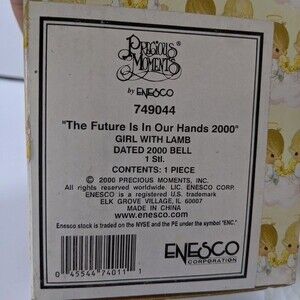 PRECIOUS
MOMENTS
by ENESCO
749044
"The Future Is In Our Hands 2000"
GIRL WITH LAMB
DATED 2000 BELL
1 Stl.
CONTENTS: 1 PIECE
© 2000 PRECIOUS MOMENTS, INC.
All rights reserved worldwide. LIC. ENESCO CORP.
ENESCO is a registered U.S. trademark
ELK GROVE VILLAGE, IL 60007
MADE IN CHINA
www.enesco.com
Enesco stock is traded on the NYSE and the PE under the symbol "ENC."
0 45544 74011 1
ENESCO
CORPORATION